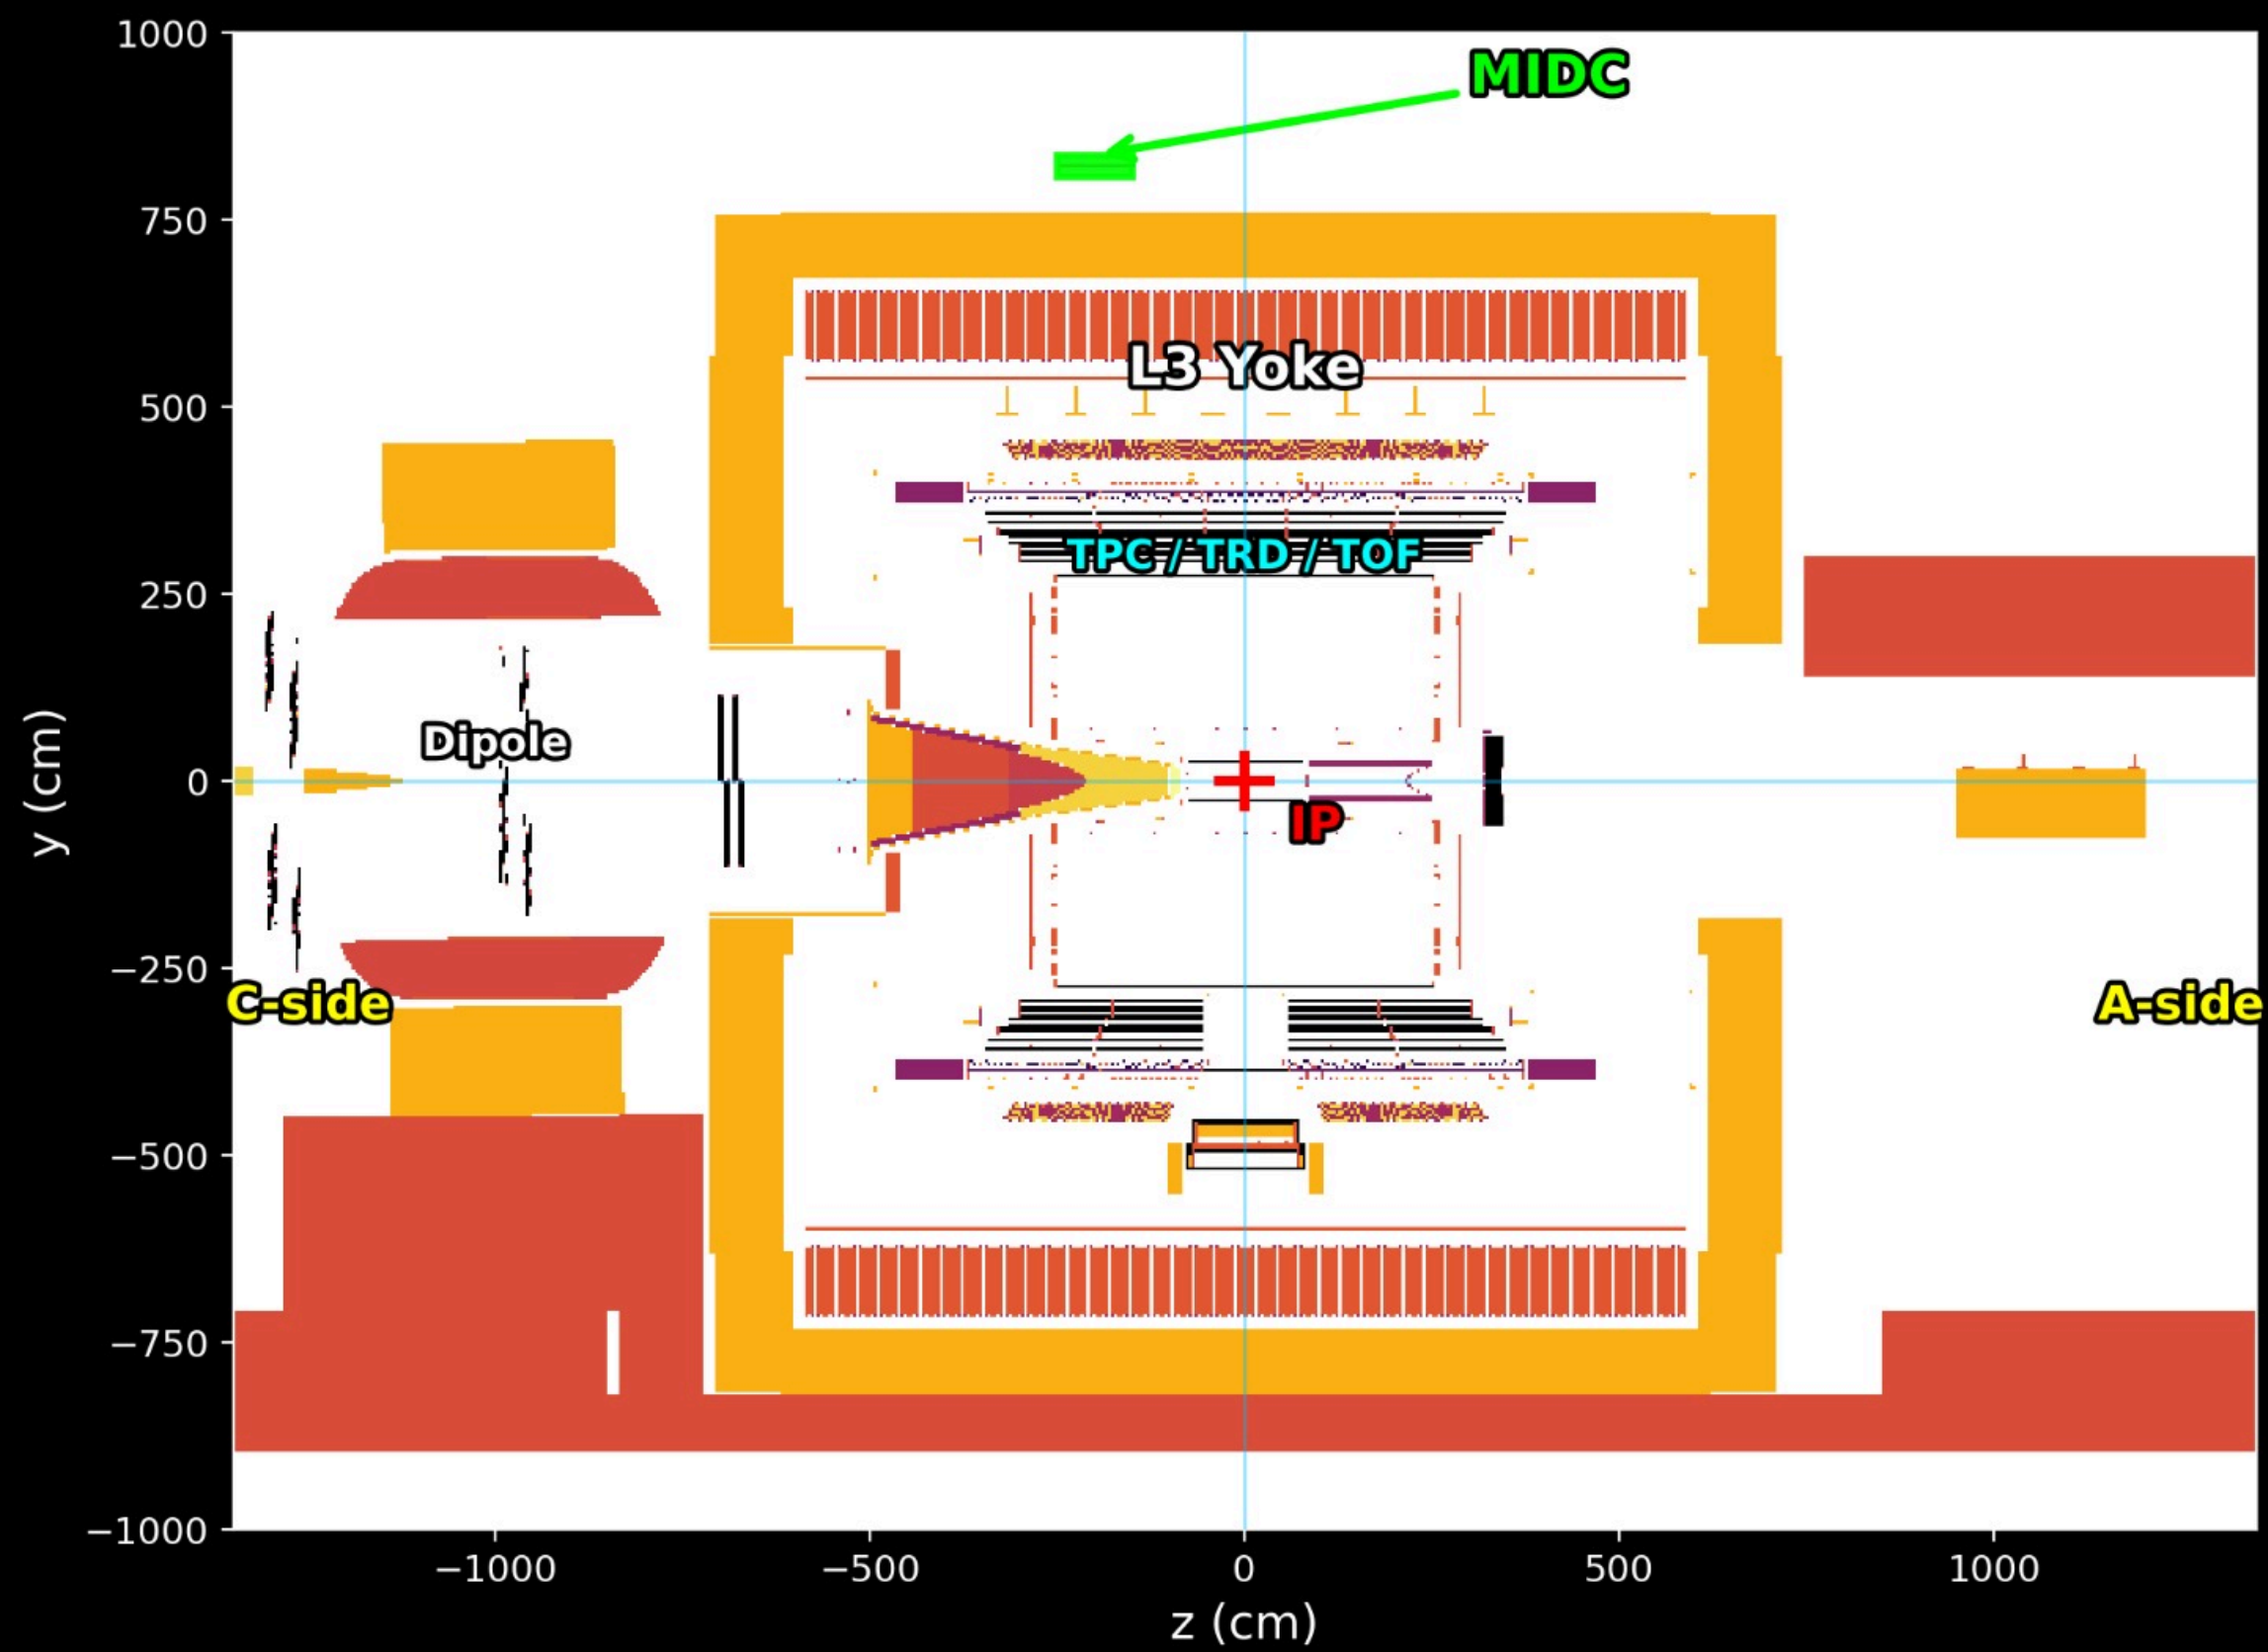 1000
MIDC
750
500
L3 Yoke
TPC / TRD / TOF
250
Dipole
0
IP
y (cm)
−250
C-side
A-side
−500
−750
−1000
−1000
−500
0
500
1000
z (cm)